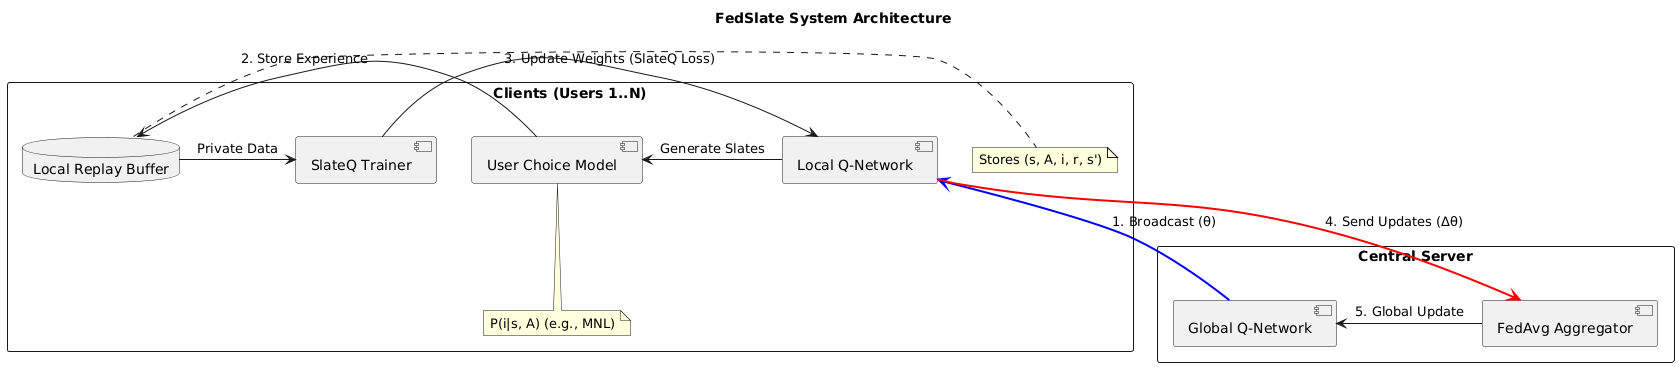 FedSlate System Architecture
2. Store Experience
3. Update Weights (SlateQ Loss)
Clients (Users 1..N)
Local Replay Buffer
Private Data
SlateQ Trainer
User Choice Model
Generate Slates
Local Q-Network
Stores (s, A, i, r, s')
1. Broadcast (θ)
4. Send Updates (Δθ)
Central Server
P(i|s, A) (e.g., MNL)
Global Q-Network
5. Global Update
FedAvg Aggregator